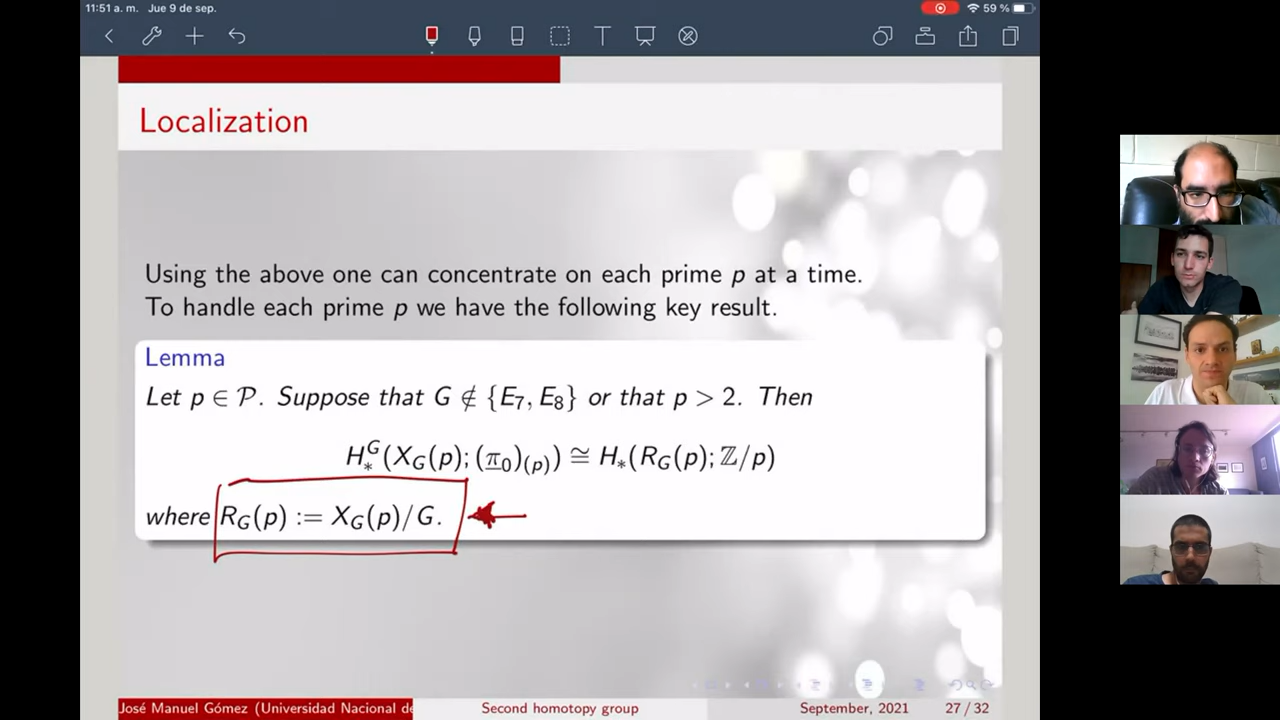 11:51 a. m. Jue 9 de sep.
59 %
Localization
Using the above one can concentrate on each prime p at a time.
To handle each prime p we have the following key result.
Lemma
Let p ∈ 𝒫. Suppose that G ∉ {E₇, E₈} or that p > 2. Then
H_*^G(X_G(p); (π₀)_(p)) ≅ H_*(R_G(p); ℤ/p)
where R_G(p) := X_G(p)/G.
José Manuel Gómez (Universidad Nacional de Second homotopy group September, 2021 27 / 32